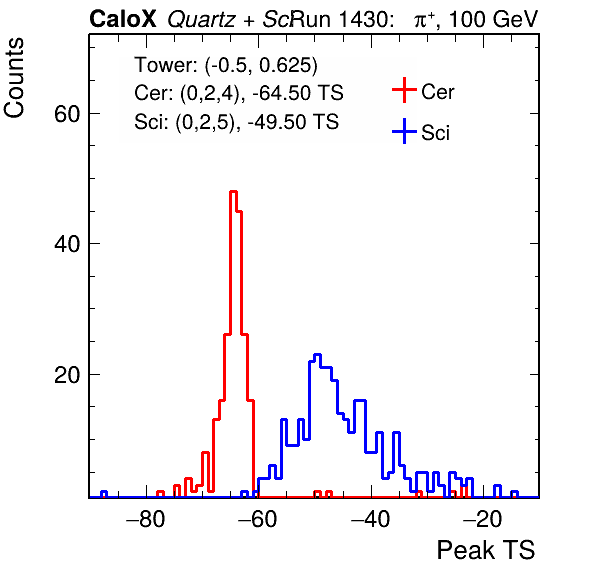 CaloX Quartz + ScRun 1430: π⁺, 100 GeV
Counts
Tower: (-0.5, 0.625)
Cer: (0,2,4), -64.50 TS
Sci: (0,2,5), -49.50 TS
Cer
Sci
60
40
20
−80 −60 −40 −20
Peak TS